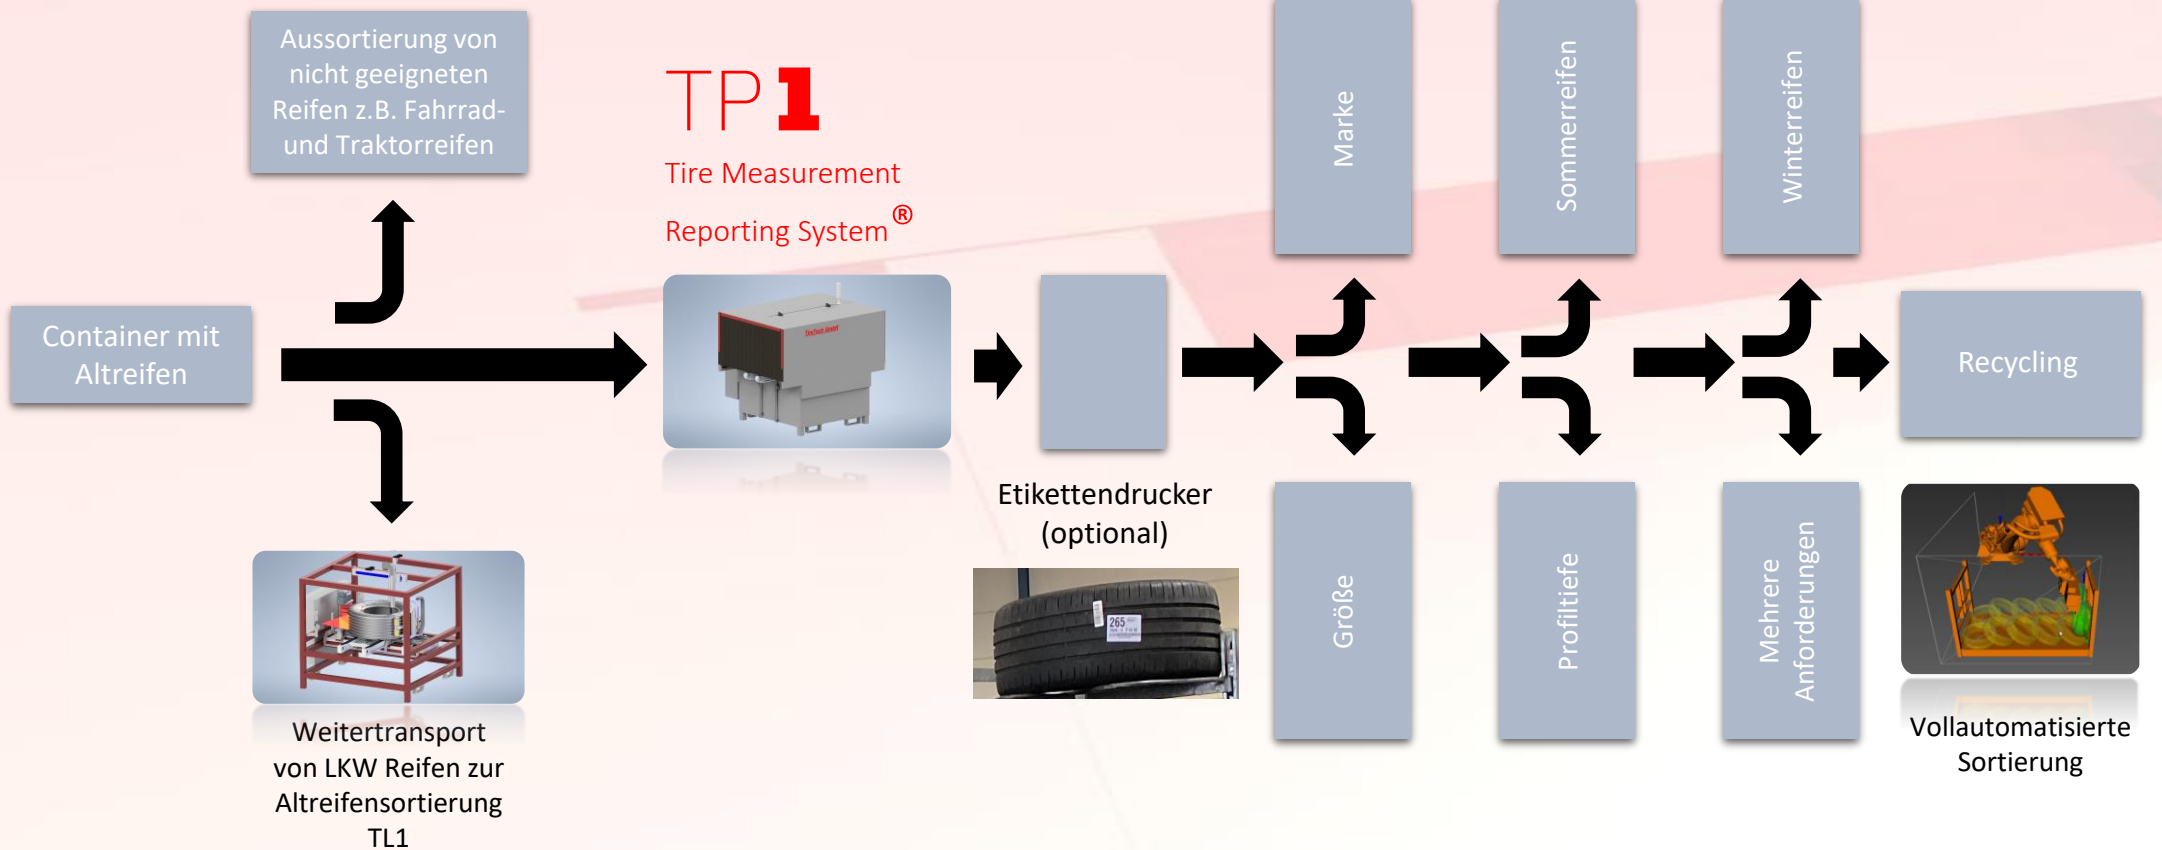 Aussortierung von
nicht geeigneten
Reifen z.B. Fahrrad-
und Traktorreifen
TP1
Tire Measurement
Reporting System®
Marke
Sommerreifen
Winterreifen
Container mit
Altreifen
Recycling
Etikettendrucker
(optional)
265
Größe
Profiltiefe
Mehrere
Anforderungen
Weitertransport
von LKW Reifen zur
Altreifensortierung
TL1
Vollautomatisierte
Sortierung